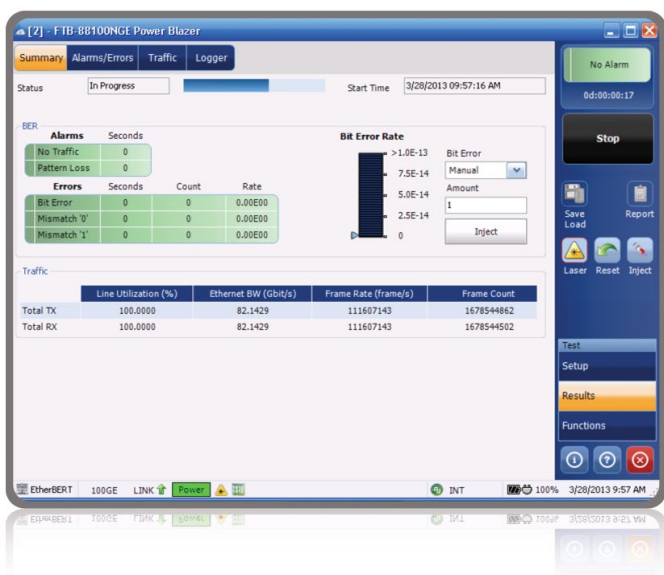 [2] - FTB-88100NGE Power Blazer
Summary Alarms/Errors Traffic Logger
Status In Progress Start Time 3/28/2013 09:57:16 AM
No Alarm
0d:00:00:17
Stop
BER
Alarms Seconds
No Traffic 0
Pattern Loss 0
Errors Seconds Count Rate
Bit Error 0 0 0.00E00
Mismatch '0' 0 0 0.00E00
Mismatch '1' 0 0 0.00E00
Bit Error Rate
>1.0E-13
7.5E-14
5.0E-14
2.5E-14
0
Bit Error
Manual
Amount
1
Inject
Save
Load
Report
Laser Reset Inject
Traffic
Line Utilization (%) Ethernet BW (Gbit/s) Frame Rate (frame/s) Frame Count
Total TX 100.0000 82.1429 111607143 1678544862
Total RX 100.0000 82.1429 111607143 1678544502
Test
Setup
Results
Functions
EtherBERT 100GE LINK Power INT 100% 3/28/2013 9:57 AM